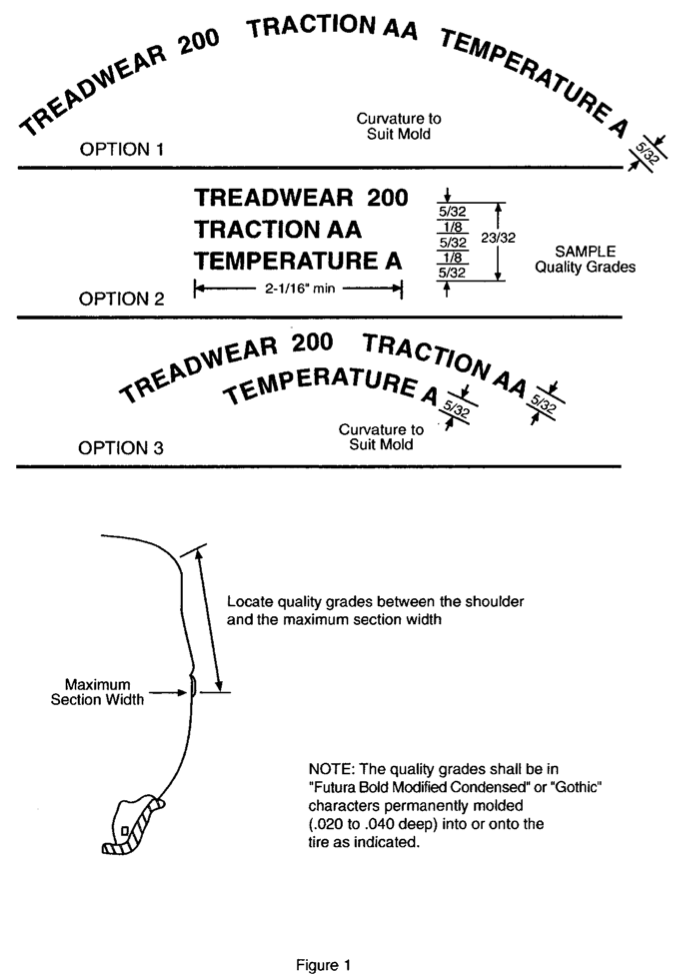 TREADWEAR 200 TRACTION AA TEMPERATURE A
Curvature to
Suit Mold
5/32
OPTION 1
TREADWEAR 200
TRACTION AA
TEMPERATURE A
5/32
1/8
5/32
1/8
5/32
23/32
SAMPLE
Quality Grades
2-1/16" min
OPTION 2
TREADWEAR 200 TRACTION AA
TEMPERATURE A
5/32
5/32
Curvature to
Suit Mold
OPTION 3
Locate quality grades between the shoulder
and the maximum section width
Maximum
Section Width
NOTE: The quality grades shall be in
"Futura Bold Modified Condensed" or "Gothic"
characters permanently molded
(.020 to .040 deep) into or onto the
tire as indicated.
Figure 1